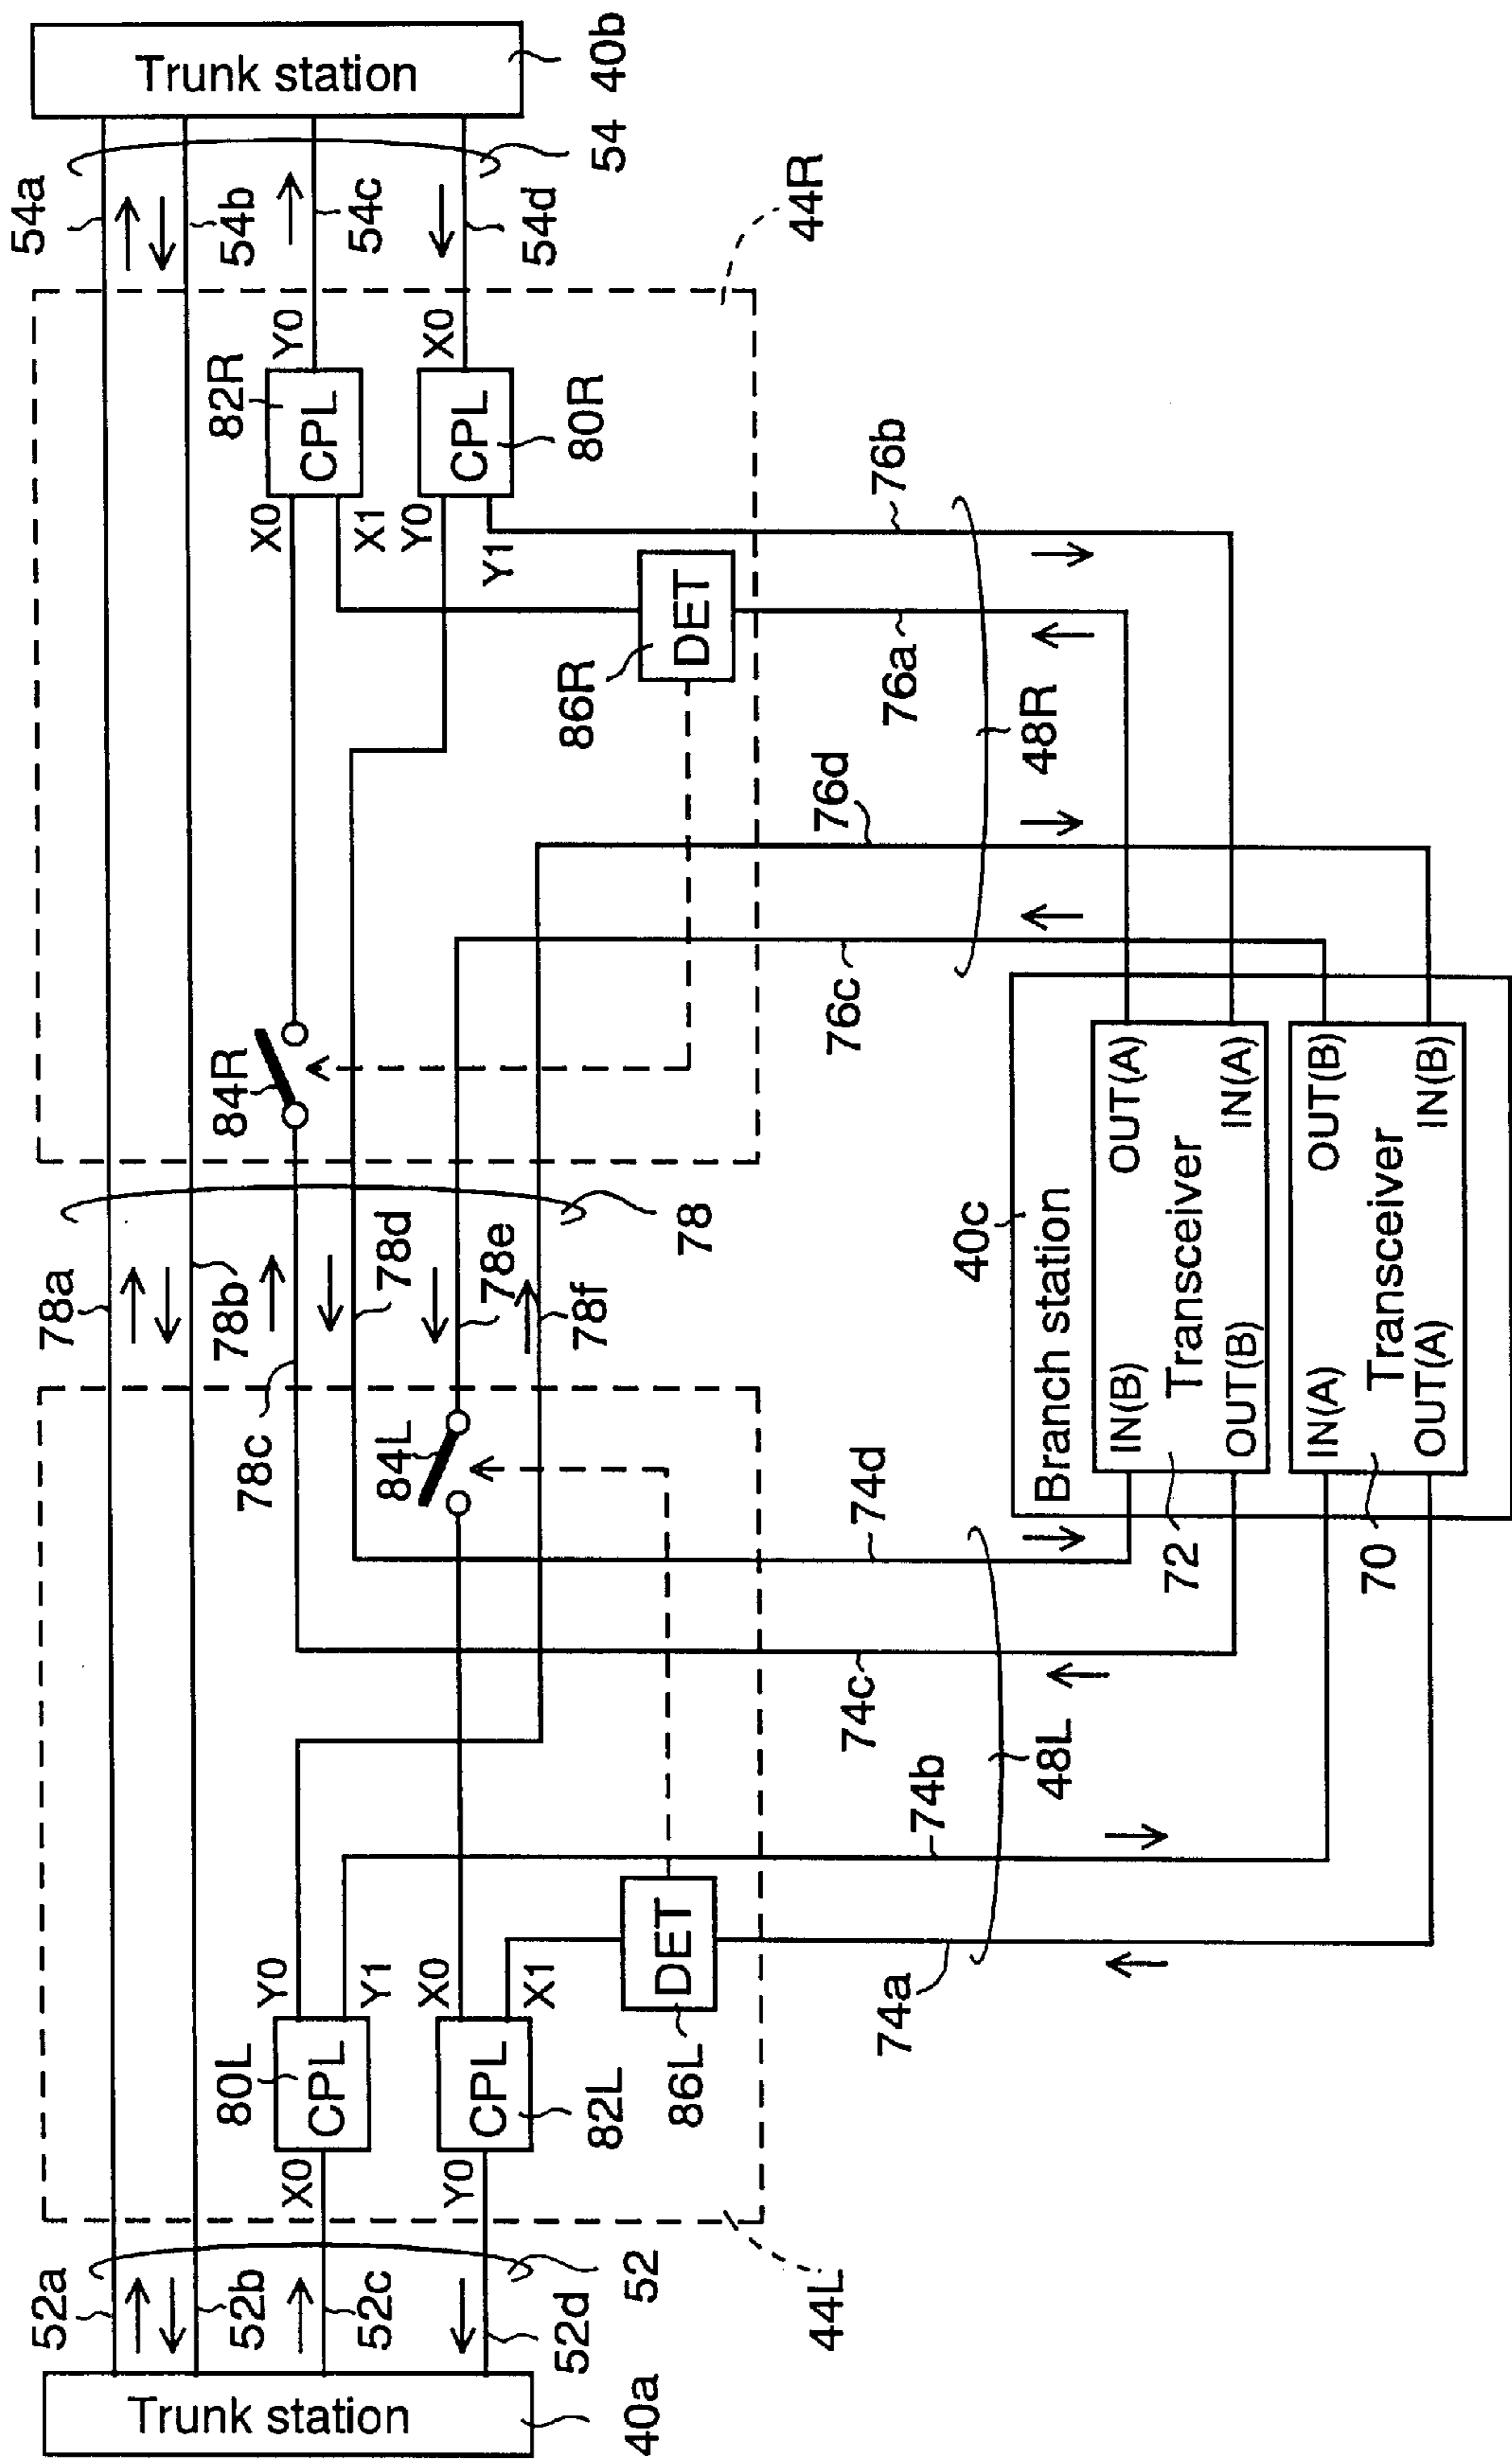 Trunk station
40b
54a
54b
54c
54d
54
44R
82R
Y0
CPL
X0
X1
X0
CPL
80R
Y0
Y1
86R
DET
84R
76a
76b
76c
76d
48R
78a
78b
78c
78d
78e
78f
78
84L
40c
Branch station
OUT(A)
IN(A)
Transceiver
IN(B)
OUT(B)
72
OUT(B)
IN(B)
Transceiver
IN(A)
OUT(A)
70
74d
74c
74b
74a
48L
80L
Y0
Y1
CPL
X0
X0
X1
CPL
Y0
82L
DET
86L
44L
52a
52b
52c
52d
52
Trunk station
40a